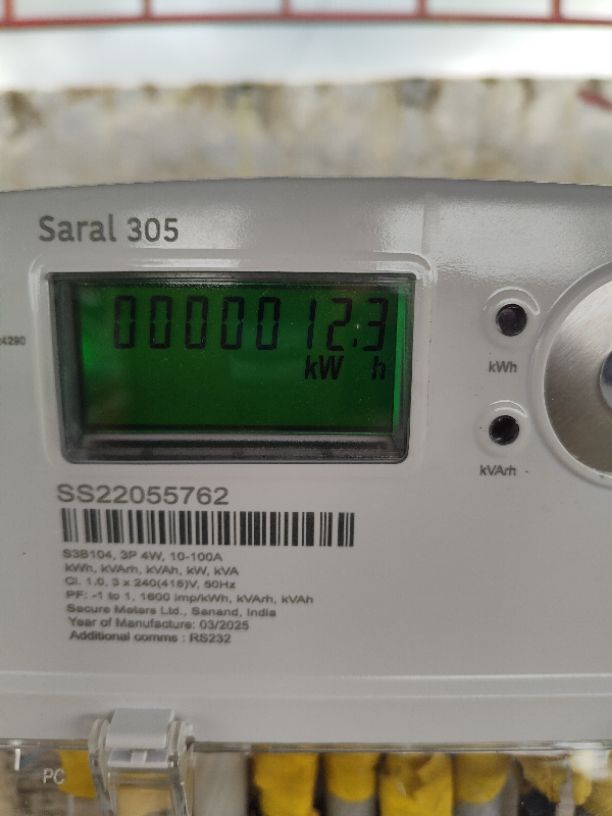 Saral 305
4290
0000012.3
kW h
kWh
kVArh
SS22055762
S3B104, 3P 4W, 10-100A
kWh, kVArh, kVAh, kW, kVA
Cl. 1.0, 3 x 240(415)V, 50Hz
PF: -1 to 1, 1600 imp/kWh, kVArh, kVAh
Secure Meters Ltd., Sanand, India
Year of Manufacture: 03/2025
Additional comms : RS232
PC